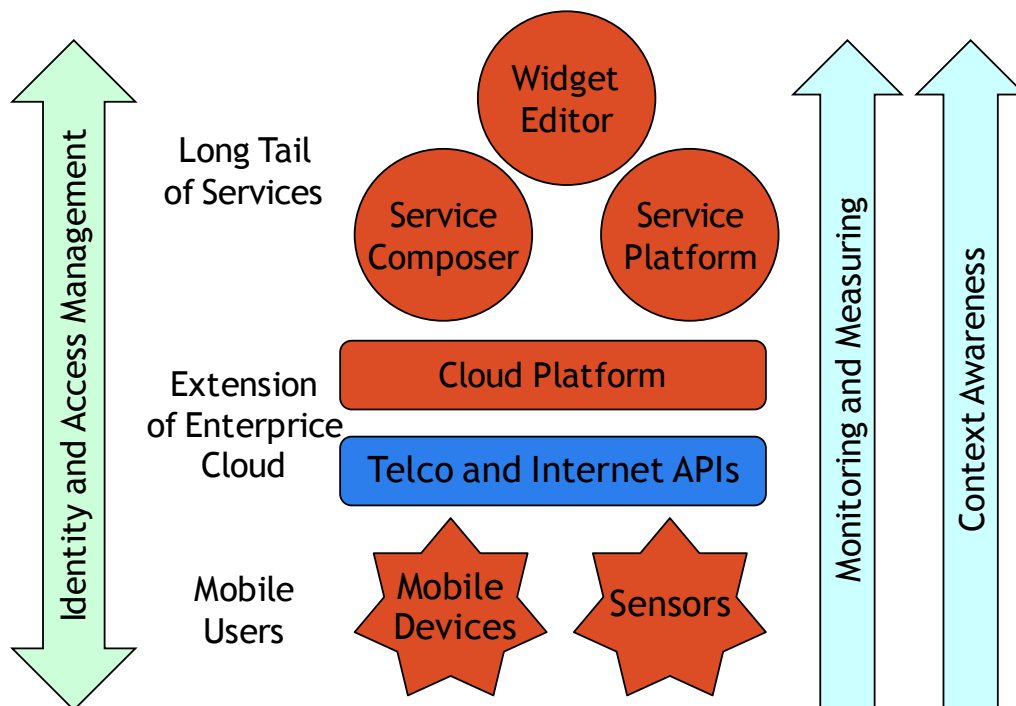 Identity and Access Management
Long Tail
of Services
Widget
Editor
Service
Composer
Service
Platform
Extension
of Enterprice
Cloud
Cloud Platform
Telco and Internet APIs
Mobile
Users
Mobile
Devices
Sensors
Monitoring and Measuring
Context Awareness